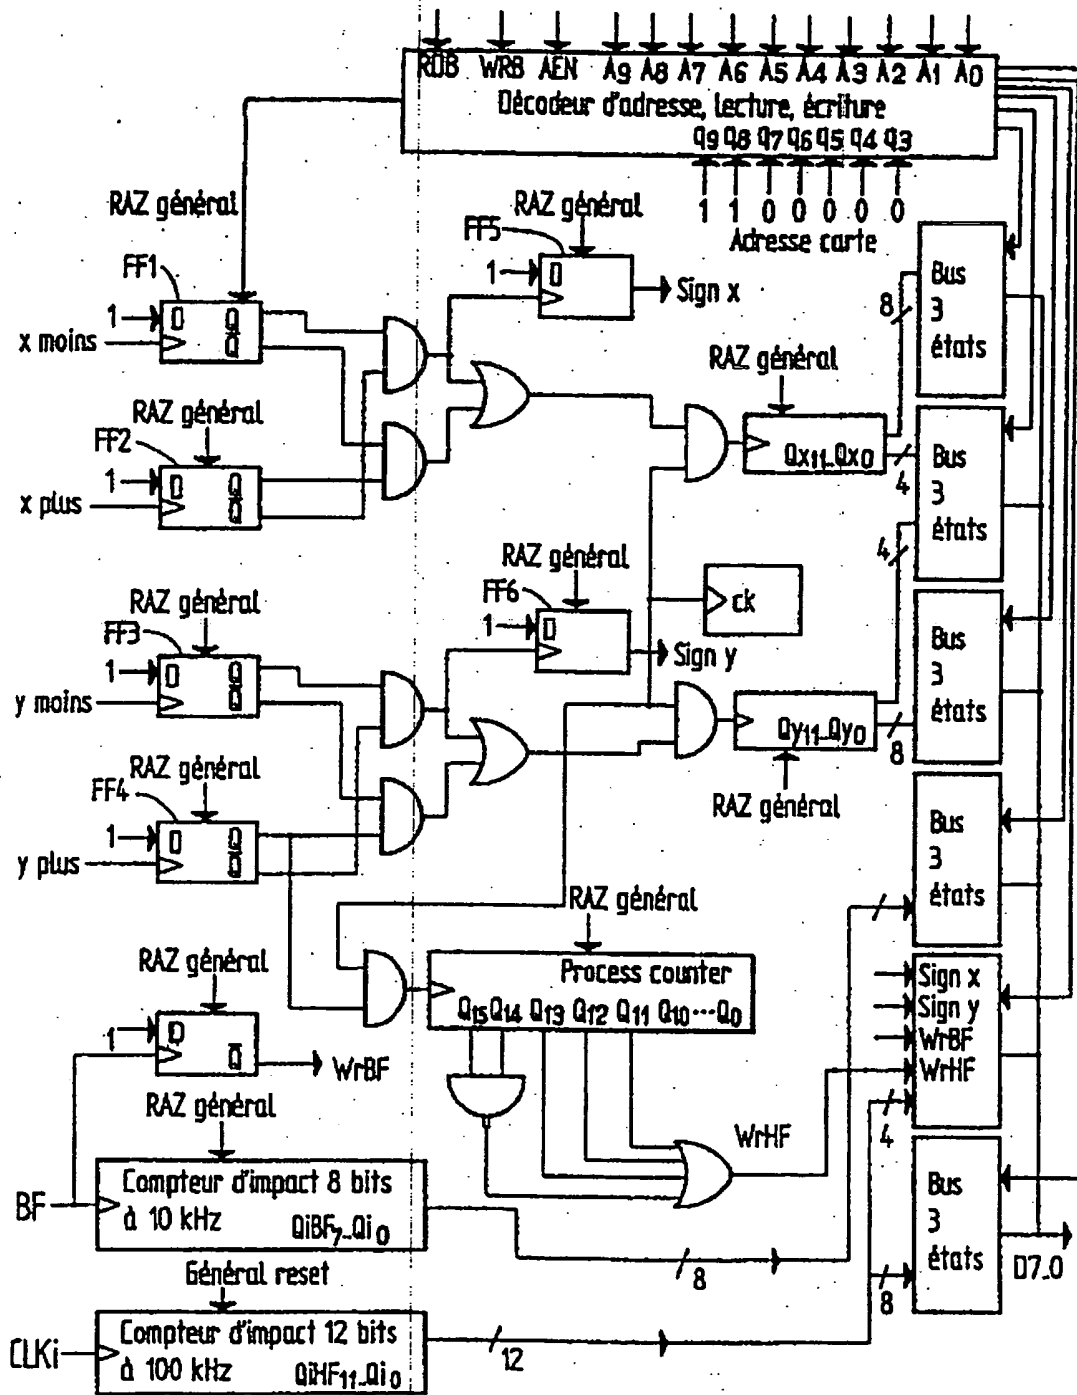 RDB WRB AEN A9 A8 A7 A6 A5 A4 A3 A2 A1 A0
Décodeur d'adresse, lecture, écriture
q9 q8 q7 q6 q5 q4 q3
1 1 0 0 0 0 0
Adresse carte
RAZ général
FF1
1
D Q
Q
x moins
RAZ général
FF5
1
D
Sign x
RAZ général
FF2
1
D Q
Q
x plus
RAZ général
Qx11..Qx0
8
4
Bus
3
états
Bus
3
états
4
RAZ général
FF3
1
D Q
Q
y moins
RAZ général
FF6
1
D
Sign y
ck
RAZ général
FF4
1
D Q
Q
y plus
Qy11..Qy0
RAZ général
8
Bus
3
états
Bus
3
états
RAZ général
1
D
Q
WrBF
RAZ général
Process counter
Q15 Q14 Q13 Q12 Q11 Q10...Q0
WrHF
Sign x
Sign y
WrBF
WrHF
4
RAZ général
BF
Compteur d'impact 8 bits
à 10 kHz QiBF7..Qi0
8
Bus
3
états
8
D7..0
Général reset
CLKi
Compteur d'impact 12 bits
à 100 kHz QiHF11..Qi0
12